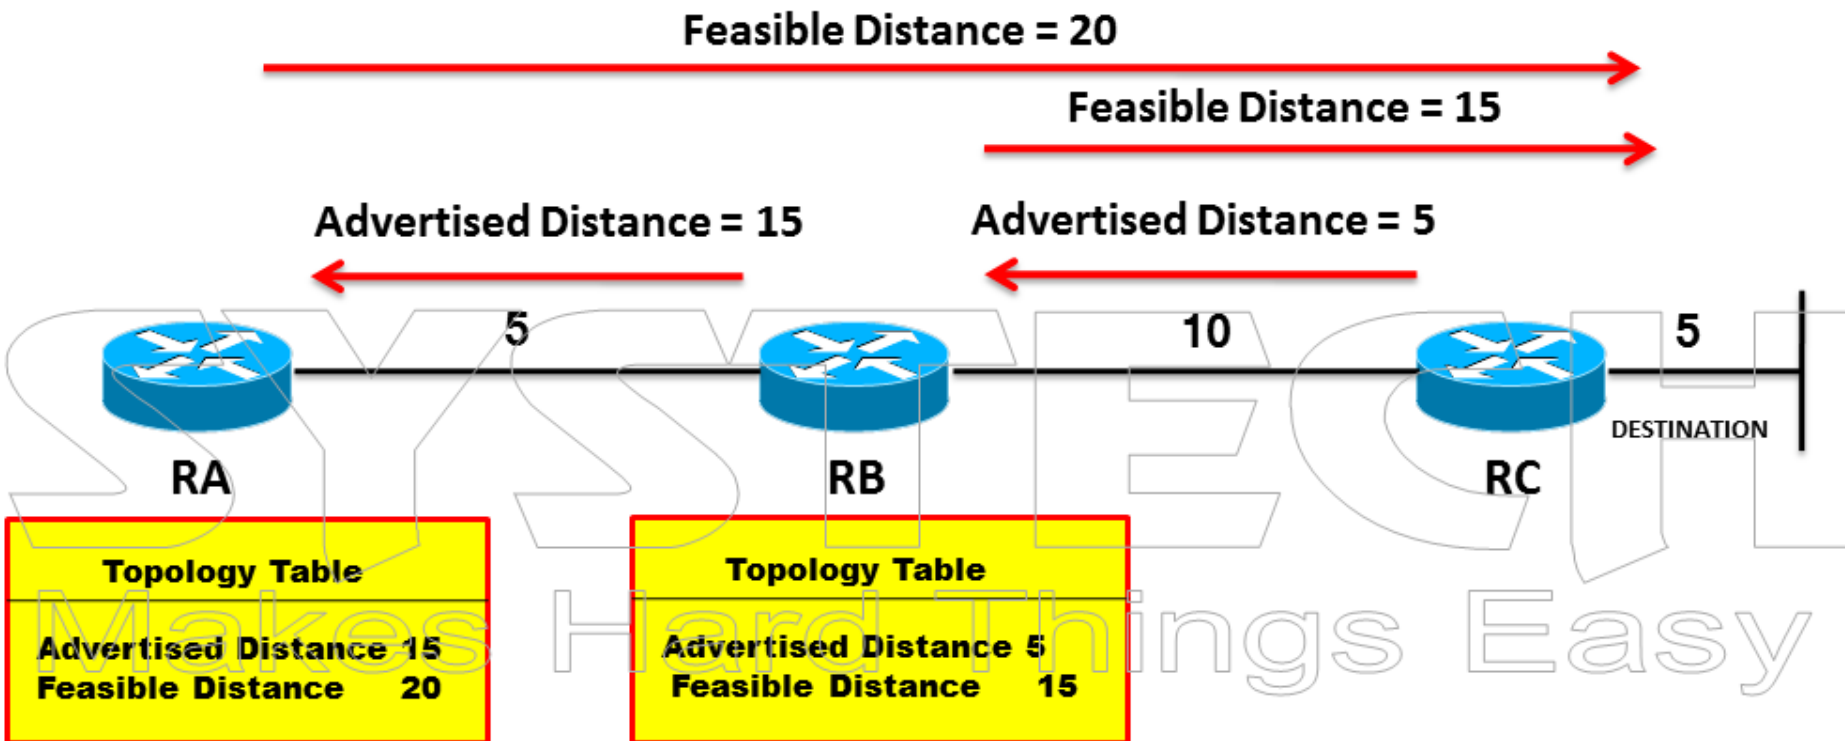 Feasible Distance = 20
Feasible Distance = 15
Advertised Distance = 15
Advertised Distance = 5
5
10
5
DESTINATION
RA
RB
RC
Topology Table
Advertised Distance 15
Feasible Distance 20
Topology Table
Advertised Distance 5
Feasible Distance 15
SYSTECH
Makes Hard Things Easy